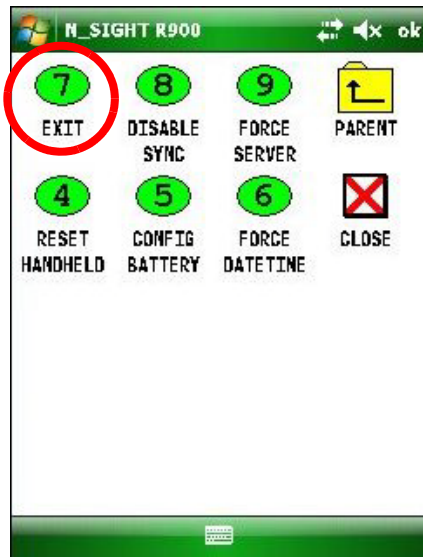 N_SIGHT R900 ok
7 8 9
EXIT DISABLE FORCE PARENT
SYNC SERVER
4 5 6
RESET CONFIG FORCE CLOSE
HANDHELD BATTERY DATETINE